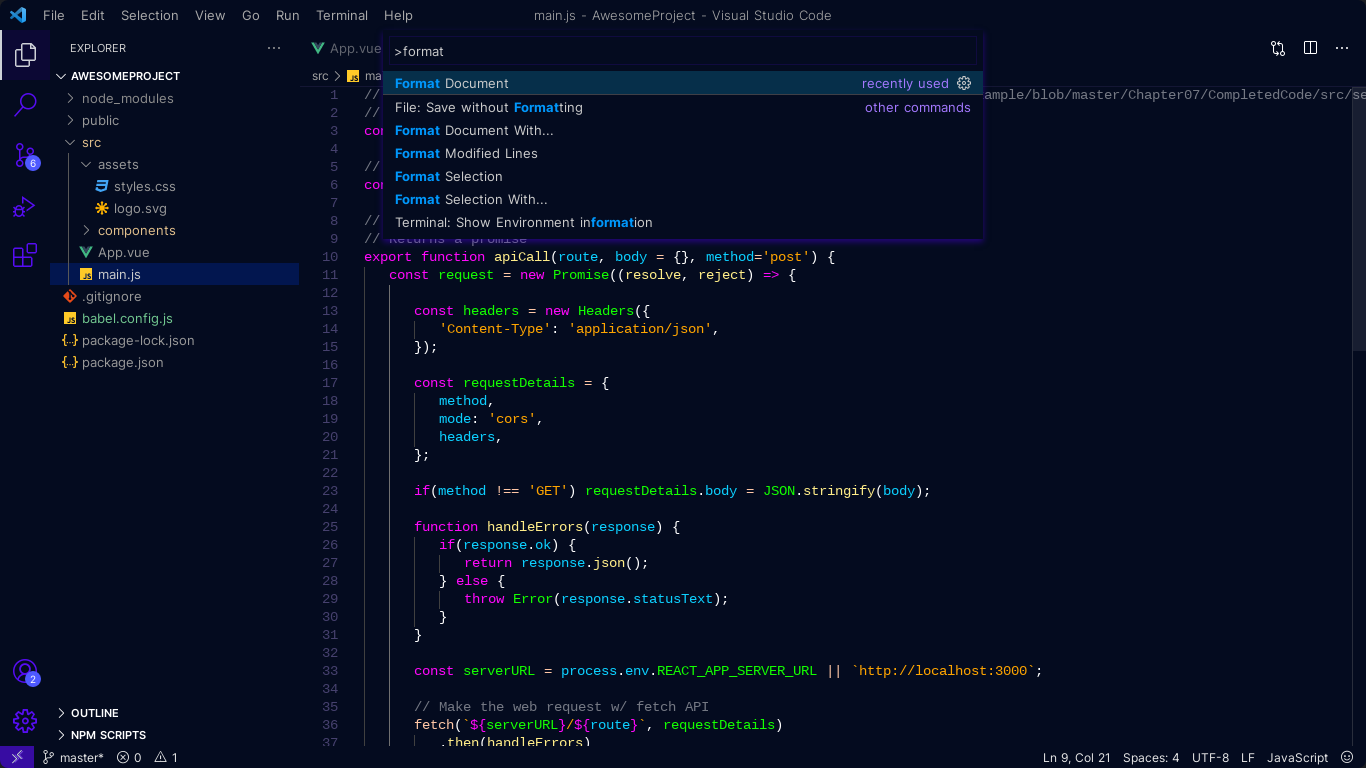 File Edit Selection View Go Run Terminal Help
main.js - AwesomeProject - Visual Studio Code
>format
Format Document recently used
File: Save without Formatting other commands
Format Document With...
Format Modified Lines
Format Selection
Format Selection With...
Terminal: Show Environment information
EXPLORER
AWESOMEPROJECT
node_modules
public
src
assets
styles.css
logo.svg
components
App.vue
main.js
.gitignore
babel.config.js
package-lock.json
package.json
OUTLINE
NPM SCRIPTS
6
2
App.vue
src
1 // ample/blob/master/Chapter07/CompletedCode/src/se
2 //
3
4
5 //
6
7
8 //
9 // Returns a promise
10 export function apiCall(route, body = {}, method='post') {
11 const request = new Promise((resolve, reject) => {
12
13 const headers = new Headers({
14 'Content-Type': 'application/json',
15 });
16
17 const requestDetails = {
18 method,
19 mode: 'cors',
20 headers,
21 };
22
23 if(method !== 'GET') requestDetails.body = JSON.stringify(body);
24
25 function handleErrors(response) {
26 if(response.ok) {
27 return response.json();
28 } else {
29 throw Error(response.statusText);
30 }
31 }
32
33 const serverURL = process.env.REACT_APP_SERVER_URL || `http://localhost:3000`;
34
35 // Make the web request w/ fetch API
36 fetch(`${serverURL}/${route}`, requestDetails)
37 .then(handleErrors)
master* 0 1
Ln 9, Col 21 Spaces: 4 UTF-8 LF JavaScript